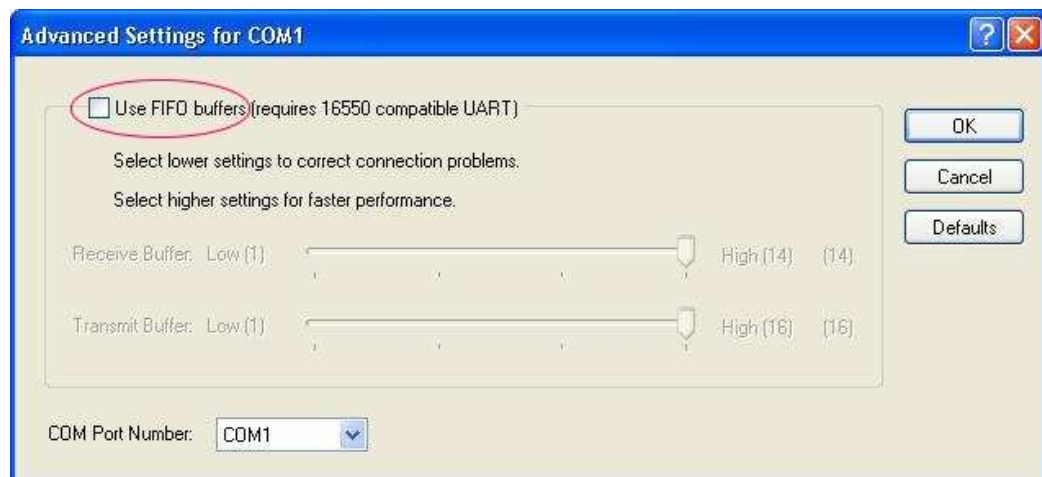 Advanced Settings for COM1
Use FIFO buffers (requires 16550 compatible UART)
OK
Select lower settings to correct connection problems.
Cancel
Select higher settings for faster performance.
Defaults
Receive Buffer: Low (1) High (14) (14)
Transmit Buffer: Low (1) High (16) (16)
COM Port Number: COM1